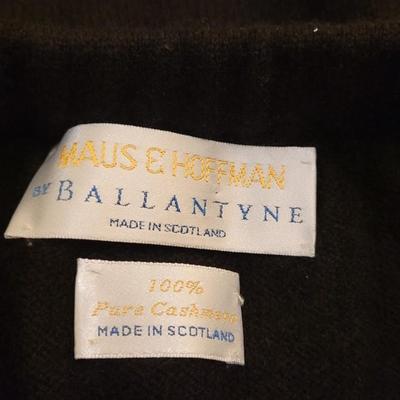 MAUS & HOFFMAN
BY BALLANTYNE
MADE IN SCOTLAND
100%
Pure Cashmere
MADE IN SCOTLAND